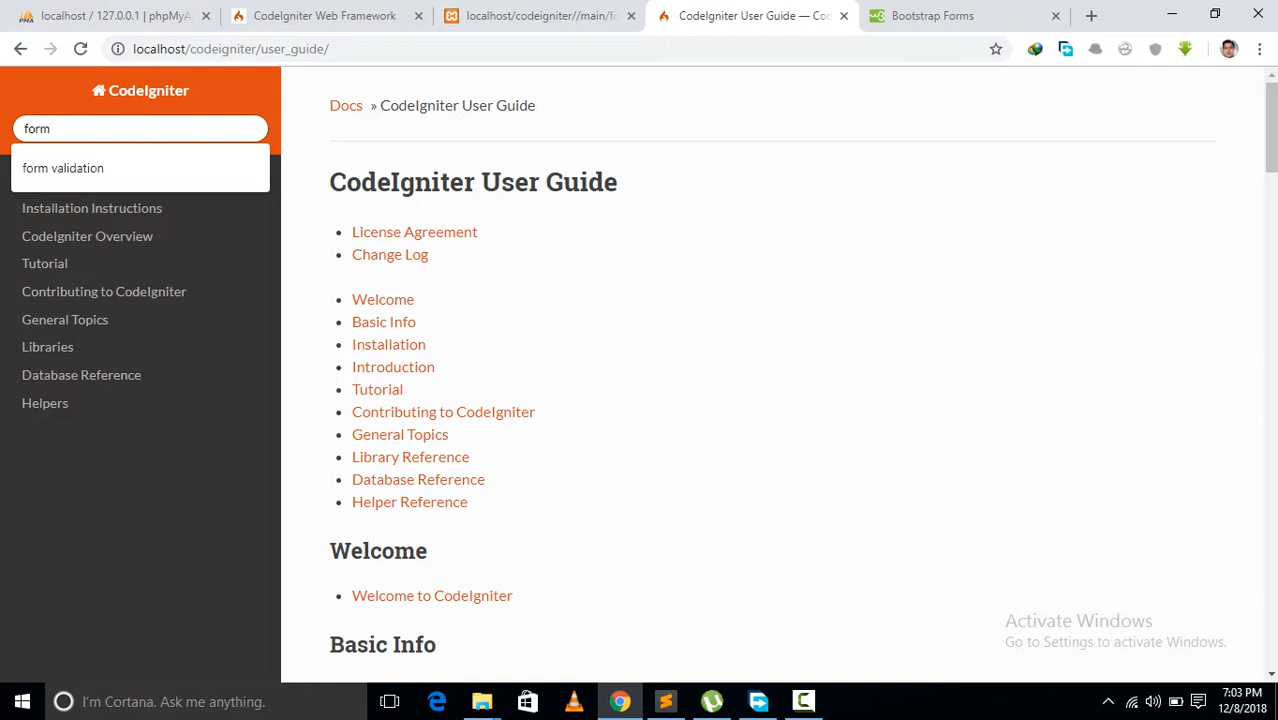 localhost / 127.0.0.1 | phpMyA
CodeIgniter Web Framework
localhost/codeigniter//main/fo
CodeIgniter User Guide — Coo
Bootstrap Forms
localhost/codeigniter/user_guide/
CodeIgniter
form
form validation
Installation Instructions
CodeIgniter Overview
Tutorial
Contributing to CodeIgniter
General Topics
Libraries
Database Reference
Helpers
Docs » CodeIgniter User Guide
CodeIgniter User Guide
License Agreement
Change Log
Welcome
Basic Info
Installation
Introduction
Tutorial
Contributing to CodeIgniter
General Topics
Library Reference
Database Reference
Helper Reference
Welcome
Welcome to CodeIgniter
Basic Info
Activate Windows
Go to Settings to activate Windows.
I'm Cortana. Ask me anything.
7:03 PM
12/8/2018